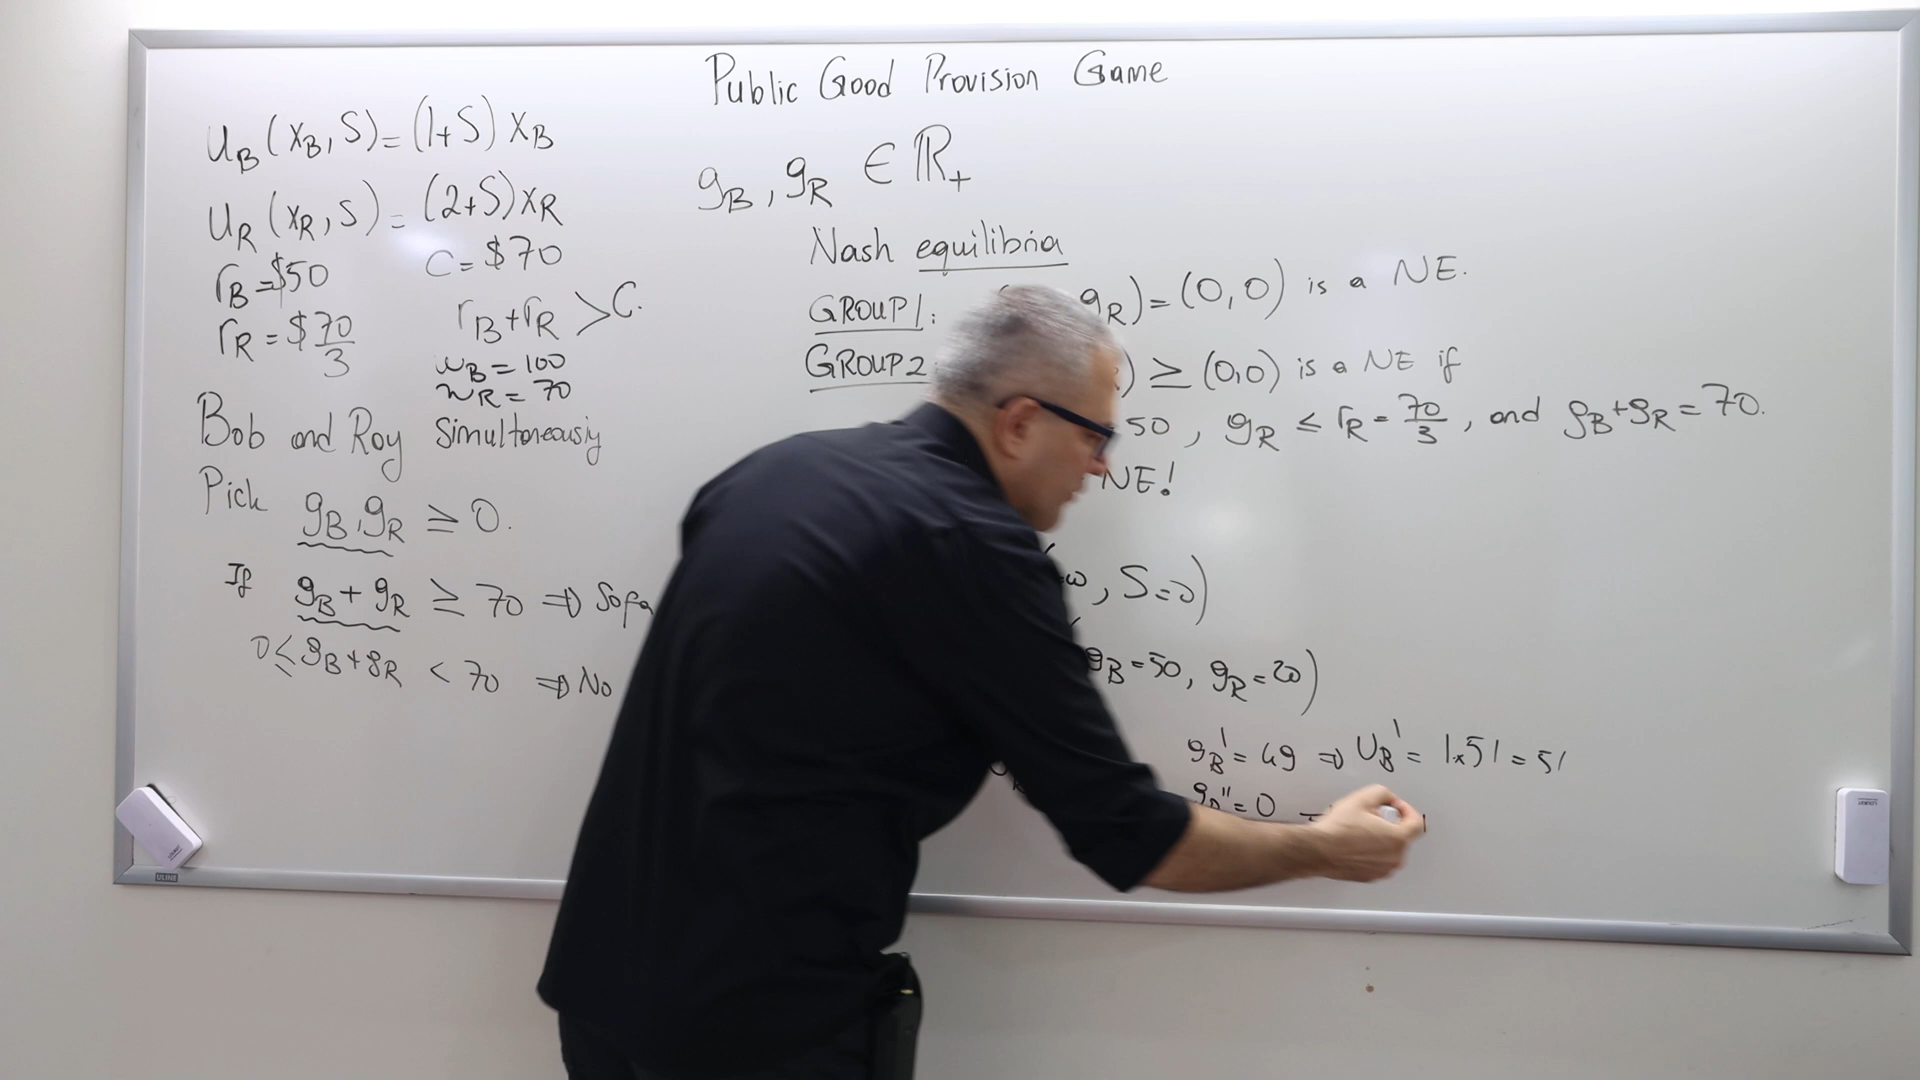 Public Good Provision Game
U_B (x_B, S) = (1+S) x_B
U_R (x_R, S) = (2+S) x_R
r_B = $50
C = $70
r_R = $ 70/3
r_B + r_R > C.
w_B = 100
w_R = 70
Bob and Roy Simultaneously
Pick g_B, g_R ≥ 0.
If g_B + g_R ≥ 70 ⇒ Sofa
0 ≤ g_B + g_R < 70 ⇒ No
g_B, g_R ∈ ℝ+
Nash equilibria
GROUP 1: g_R) = (0,0) is a NE.
GROUP 2: ) ≥ (0,0) is a NE if
50, g_R ≤ r_R = 70/3, and g_B + g_R = 70.
NE!
, S=0)
g_B = 50, g_R = 20)
g_B' = 49 ⇒ U_B' = 1×51 = 51
'' = 0
ULINE